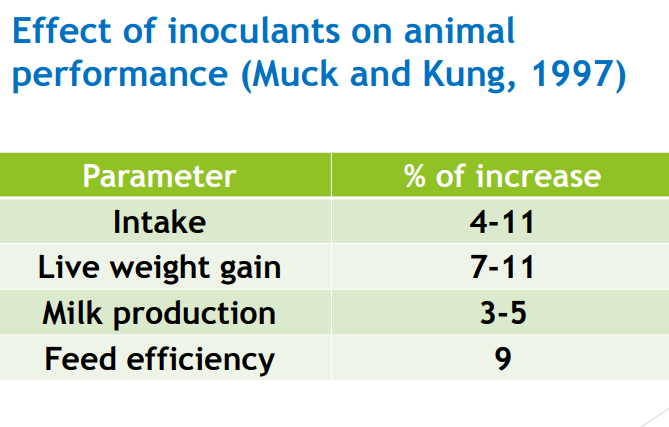 Effect of inoculants on animal
performance (Muck and Kung, 1997)
Parameter % of increase
Intake 4-11
Live weight gain 7-11
Milk production 3-5
Feed efficiency 9